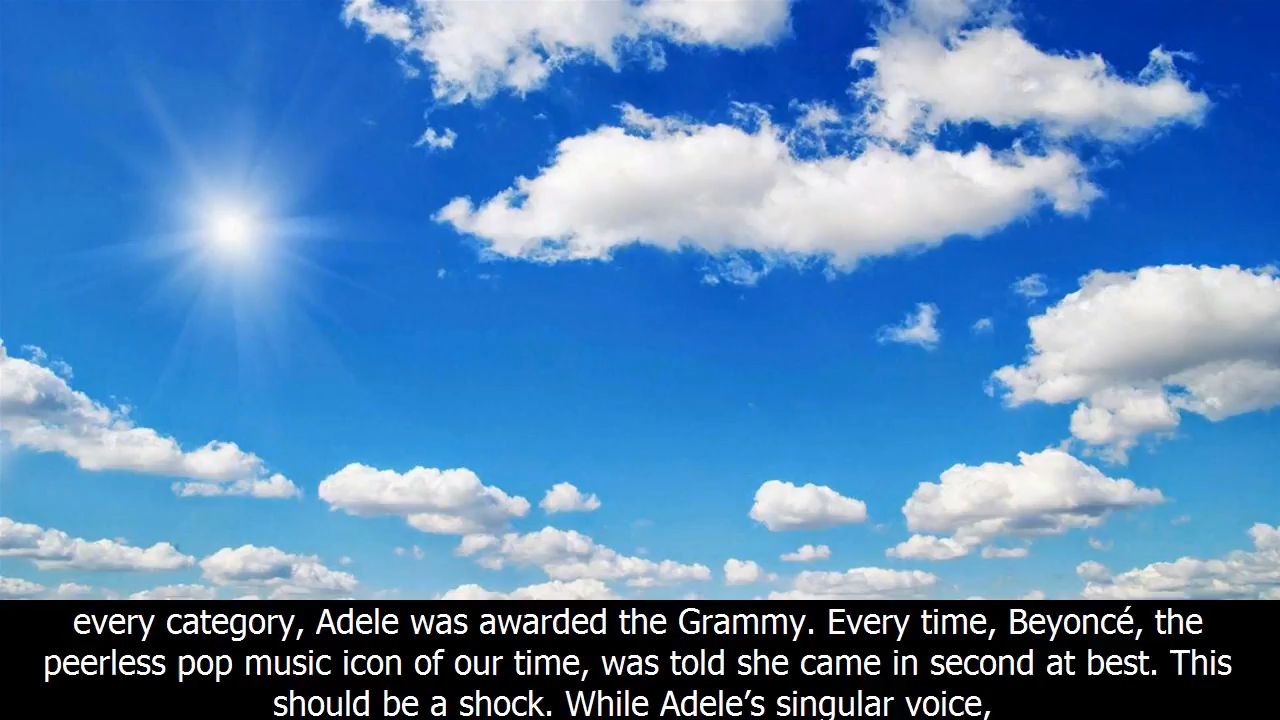 every category, Adele was awarded the Grammy. Every time, Beyoncé, the
peerless pop music icon of our time, was told she came in second at best. This
should be a shock. While Adele’s singular voice,